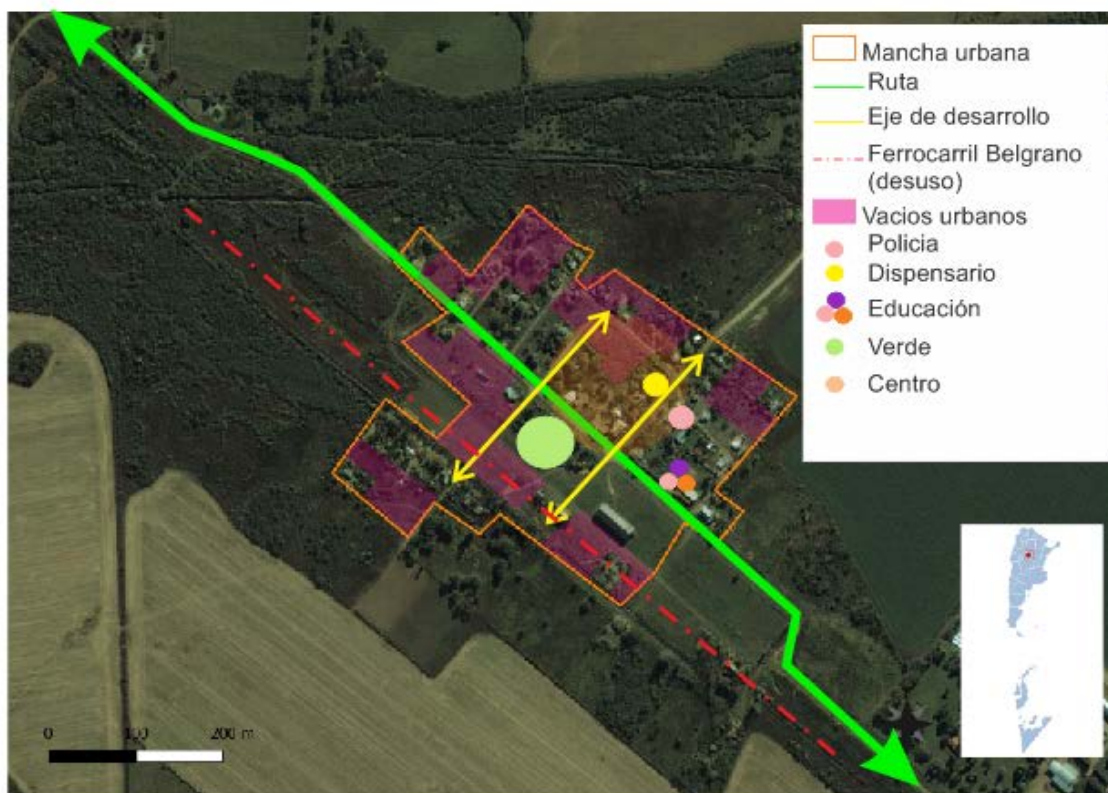 Mancha urbana
Ruta
Eje de desarrollo
Ferrocarril Belgrano
(desuso)
Vacios urbanos
Policia
Dispensario
Educación
Verde
Centro
0 100 200 m